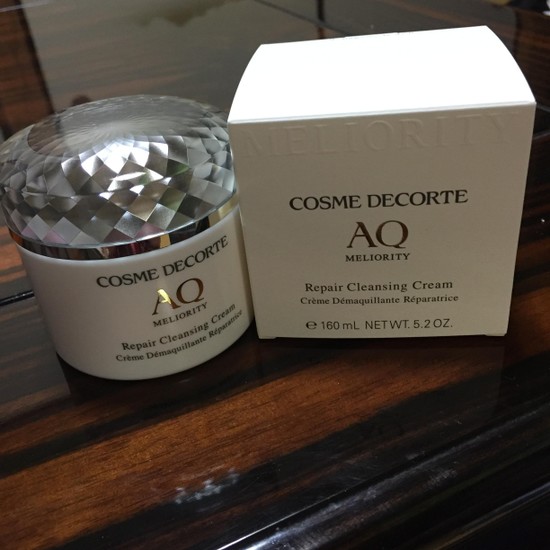 COSME DECORTE
AQ
MELIORITY
Repair Cleansing Cream
Crème Démaquillante Réparatrice
MELIORITY
COSME DECORTE
AQ
MELIORITY
Repair Cleansing Cream
Crème Démaquillante Réparatrice
℮ 160 mL NET WT. 5.2 OZ.